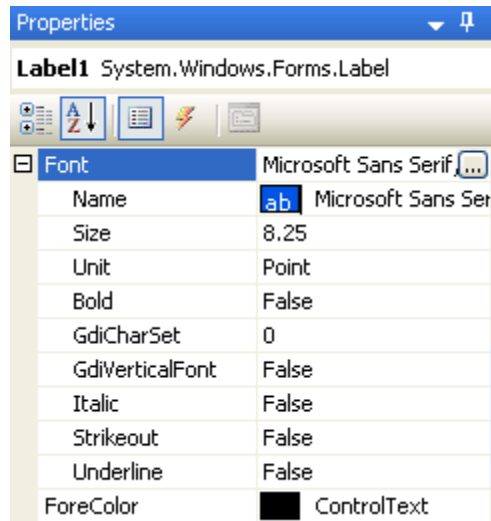 Properties
Label1 System.Windows.Forms.Label
A
Z
Font Microsoft Sans Serif, ...
Name ab Microsoft Sans Ser
Size 8.25
Unit Point
Bold False
GdiCharSet 0
GdiVerticalFont False
Italic False
Strikeout False
Underline False
ForeColor ControlText